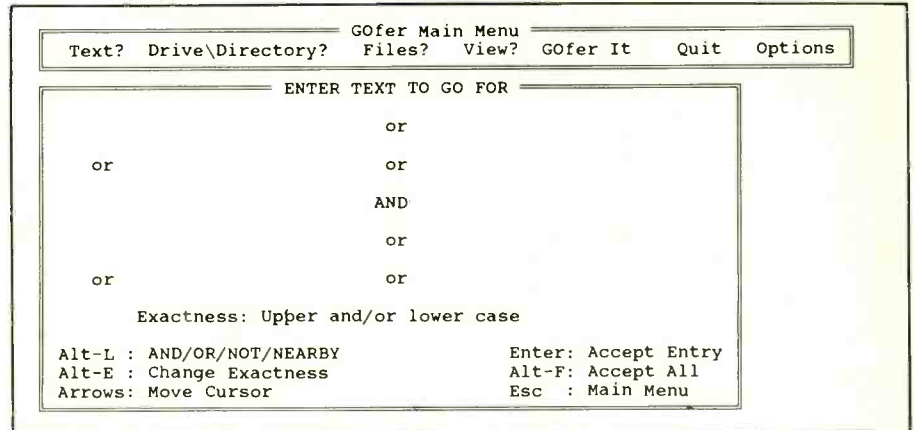 GOfer Main Menu
Text? Drive\Directory? Files? View? GOfer It Quit Options
ENTER TEXT TO GO FOR
or
or or
AND
or
or or
Exactness: Upper and/or lower case
Alt-L : AND/OR/NOT/NEARBY Enter: Accept Entry
Alt-E : Change Exactness Alt-F: Accept All
Arrows: Move Cursor Esc : Main Menu